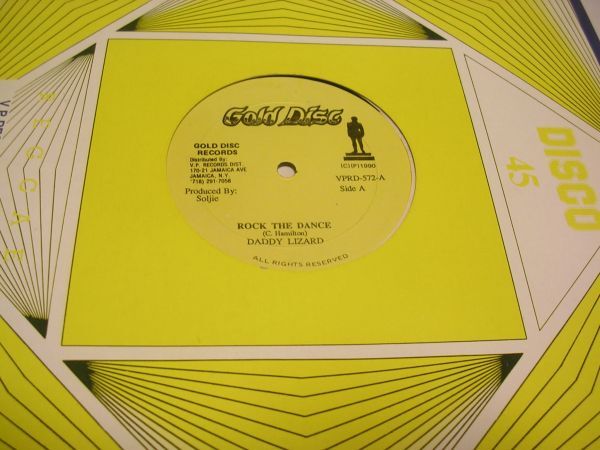 Gold Disc
GOLD DISC
RECORDS
Distributed By:
V.P. RECORDS DIST.
170-21 JAMAICA AVE
JAMAICA, N.Y.
"718) 291-7058
Produced By:
Soljie
(C)(P)1990
VPRD-572-A
Side A
ROCK THE DANCE
(C. Hamilton)
DADDY LIZARD
ALL RIGHTS RESERVED
DISCO
45
REGGAE